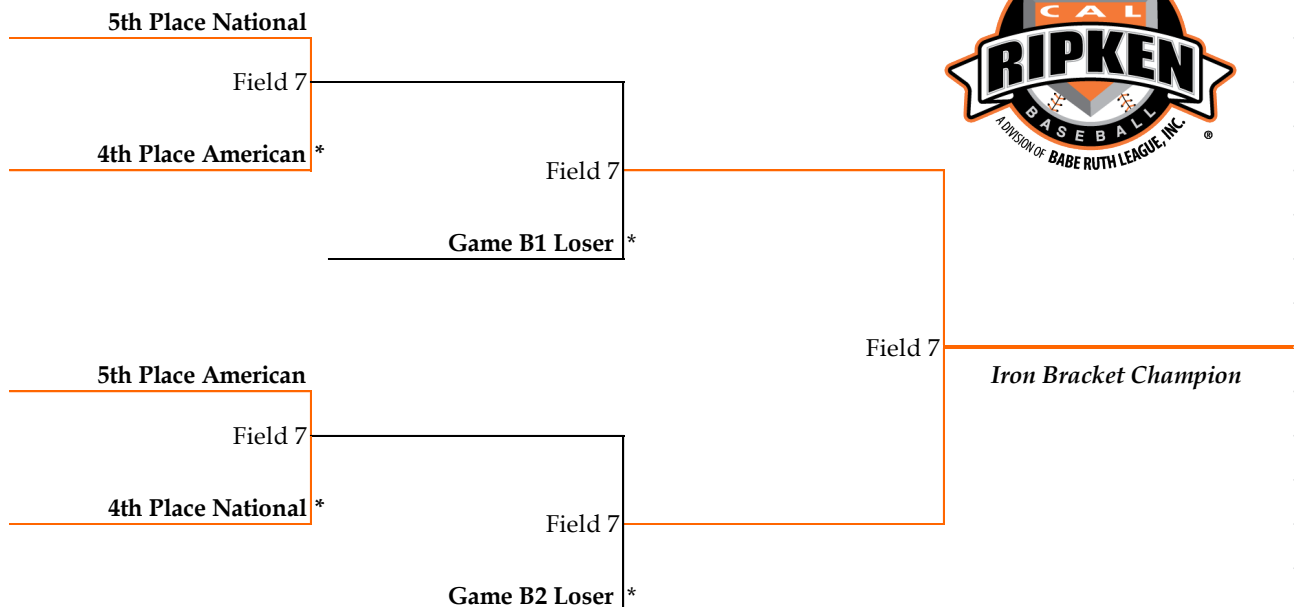 CAL
RIPKEN
BASEBALL
A DIVISION OF BABE RUTH LEAGUE, INC. ®
5th Place National
Field 7
4th Place American *
Field 7
Game B1 Loser *
Field 7
Iron Bracket Champion
5th Place American
Field 7
4th Place National *
Field 7
Game B2 Loser *